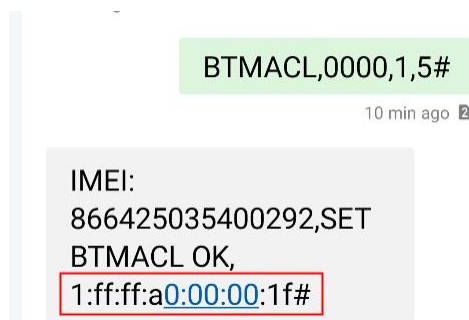 BTMACL,0000,1,5#
10 min ago 2
IMEI:
866425035400292,SET
BTMACL OK,
1:ff:ff:a0:00:00:1f#